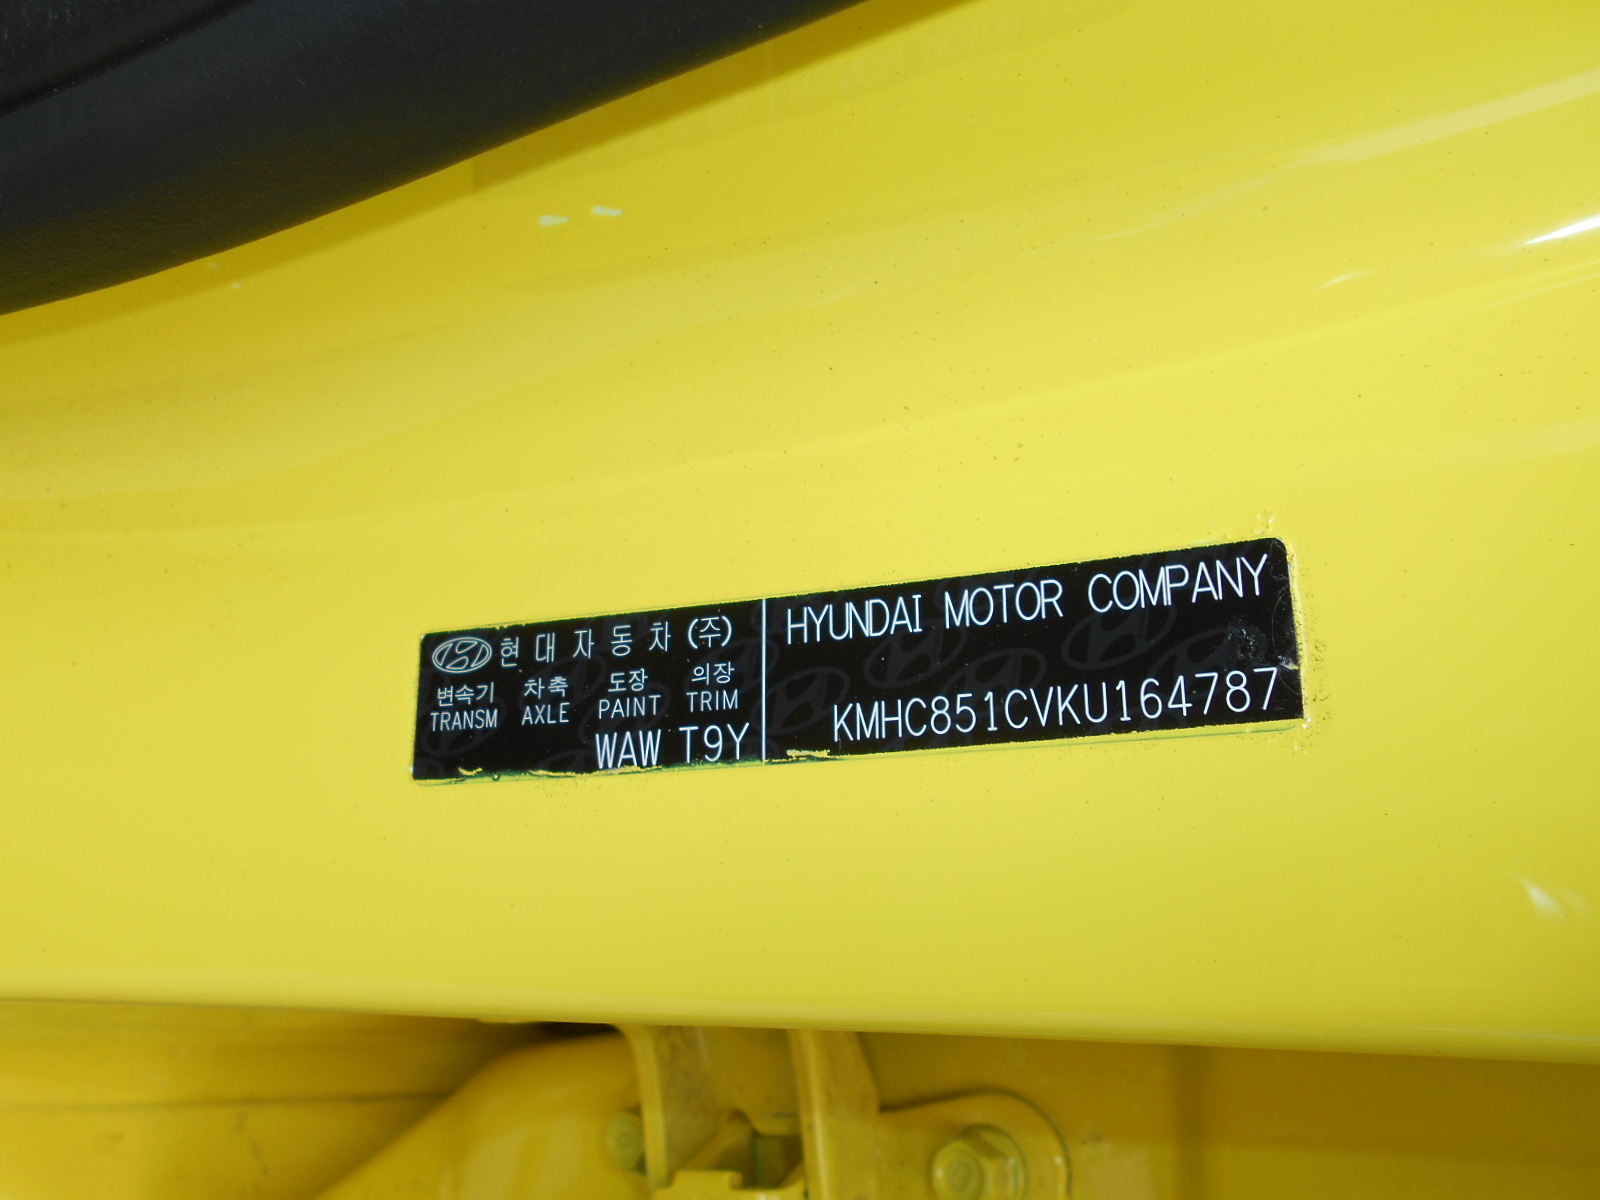 현대자동차(주)
변속기 차축 도장 의장
TRANSM AXLE PAINT TRIM
WAW T9Y
HYUNDAI MOTOR COMPANY
KMHC851CVKU164787